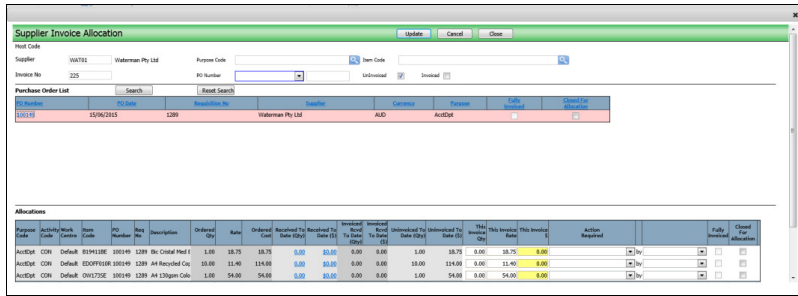 Supplier Invoice Allocation Update Cancel Close
Host Code
Supplier WAT01 Waterman Pty Ltd Purpose Code Item Code
Invoice No 225 PO Number UnInvoiced Invoiced
Purchase Order List Search Reset Search
PO Number PO Date Requisition No Supplier Currency Purpose Fully Invoiced Closed For Allocation
100149 15/06/2015 1289 Waterman Pty Ltd AUD AcctDpt
Allocations
Purpose Code Activity Code Work Centre Item Code PO Number Req No Description Ordered Qty Rate Ordered Cost Received To Date (Qty) Received To Date ($) Invoiced Rcvd To Date (Qty) Invoiced Rcvd To Date ($) Uninvoiced To Date (Qty) Uninvoiced To Date ($) This Invoice Qty This Invoice Rate This Invoice $ Action Required Fully Invoiced Closed For Allocation
AcctDpt CON Default B19411BE 100149 1289 Bic Cristal Med B 1.00 18.75 18.75 0.00 $0.00 0.00 0.00 1.00 18.75 0.00 18.75 0.00 by
AcctDpt CON Default EDOFF010R 100149 1289 A4 Recycled Cop 10.00 11.40 114.00 0.00 $0.00 0.00 0.00 10.00 114.00 0.00 11.40 0.00 by
AcctDpt CON Default OW1735E 100149 1289 A4 130gsm Colo 1.00 54.00 54.00 0.00 $0.00 0.00 0.00 1.00 54.00 0.00 54.00 0.00 by